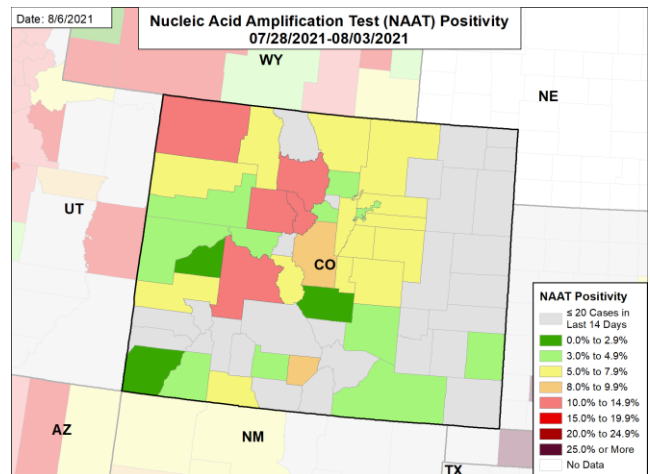 Date: 8/6/2021
Nucleic Acid Amplification Test (NAAT) Positivity
07/28/2021-08/03/2021
WY
NE
UT
CO
NAAT Positivity
≤ 20 Cases in
Last 14 Days
0.0% to 2.9%
3.0% to 4.9%
5.0% to 7.9%
8.0% to 9.9%
10.0% to 14.9%
15.0% to 19.9%
20.0% to 24.9%
25.0% or More
No Data
AZ
NM
TX